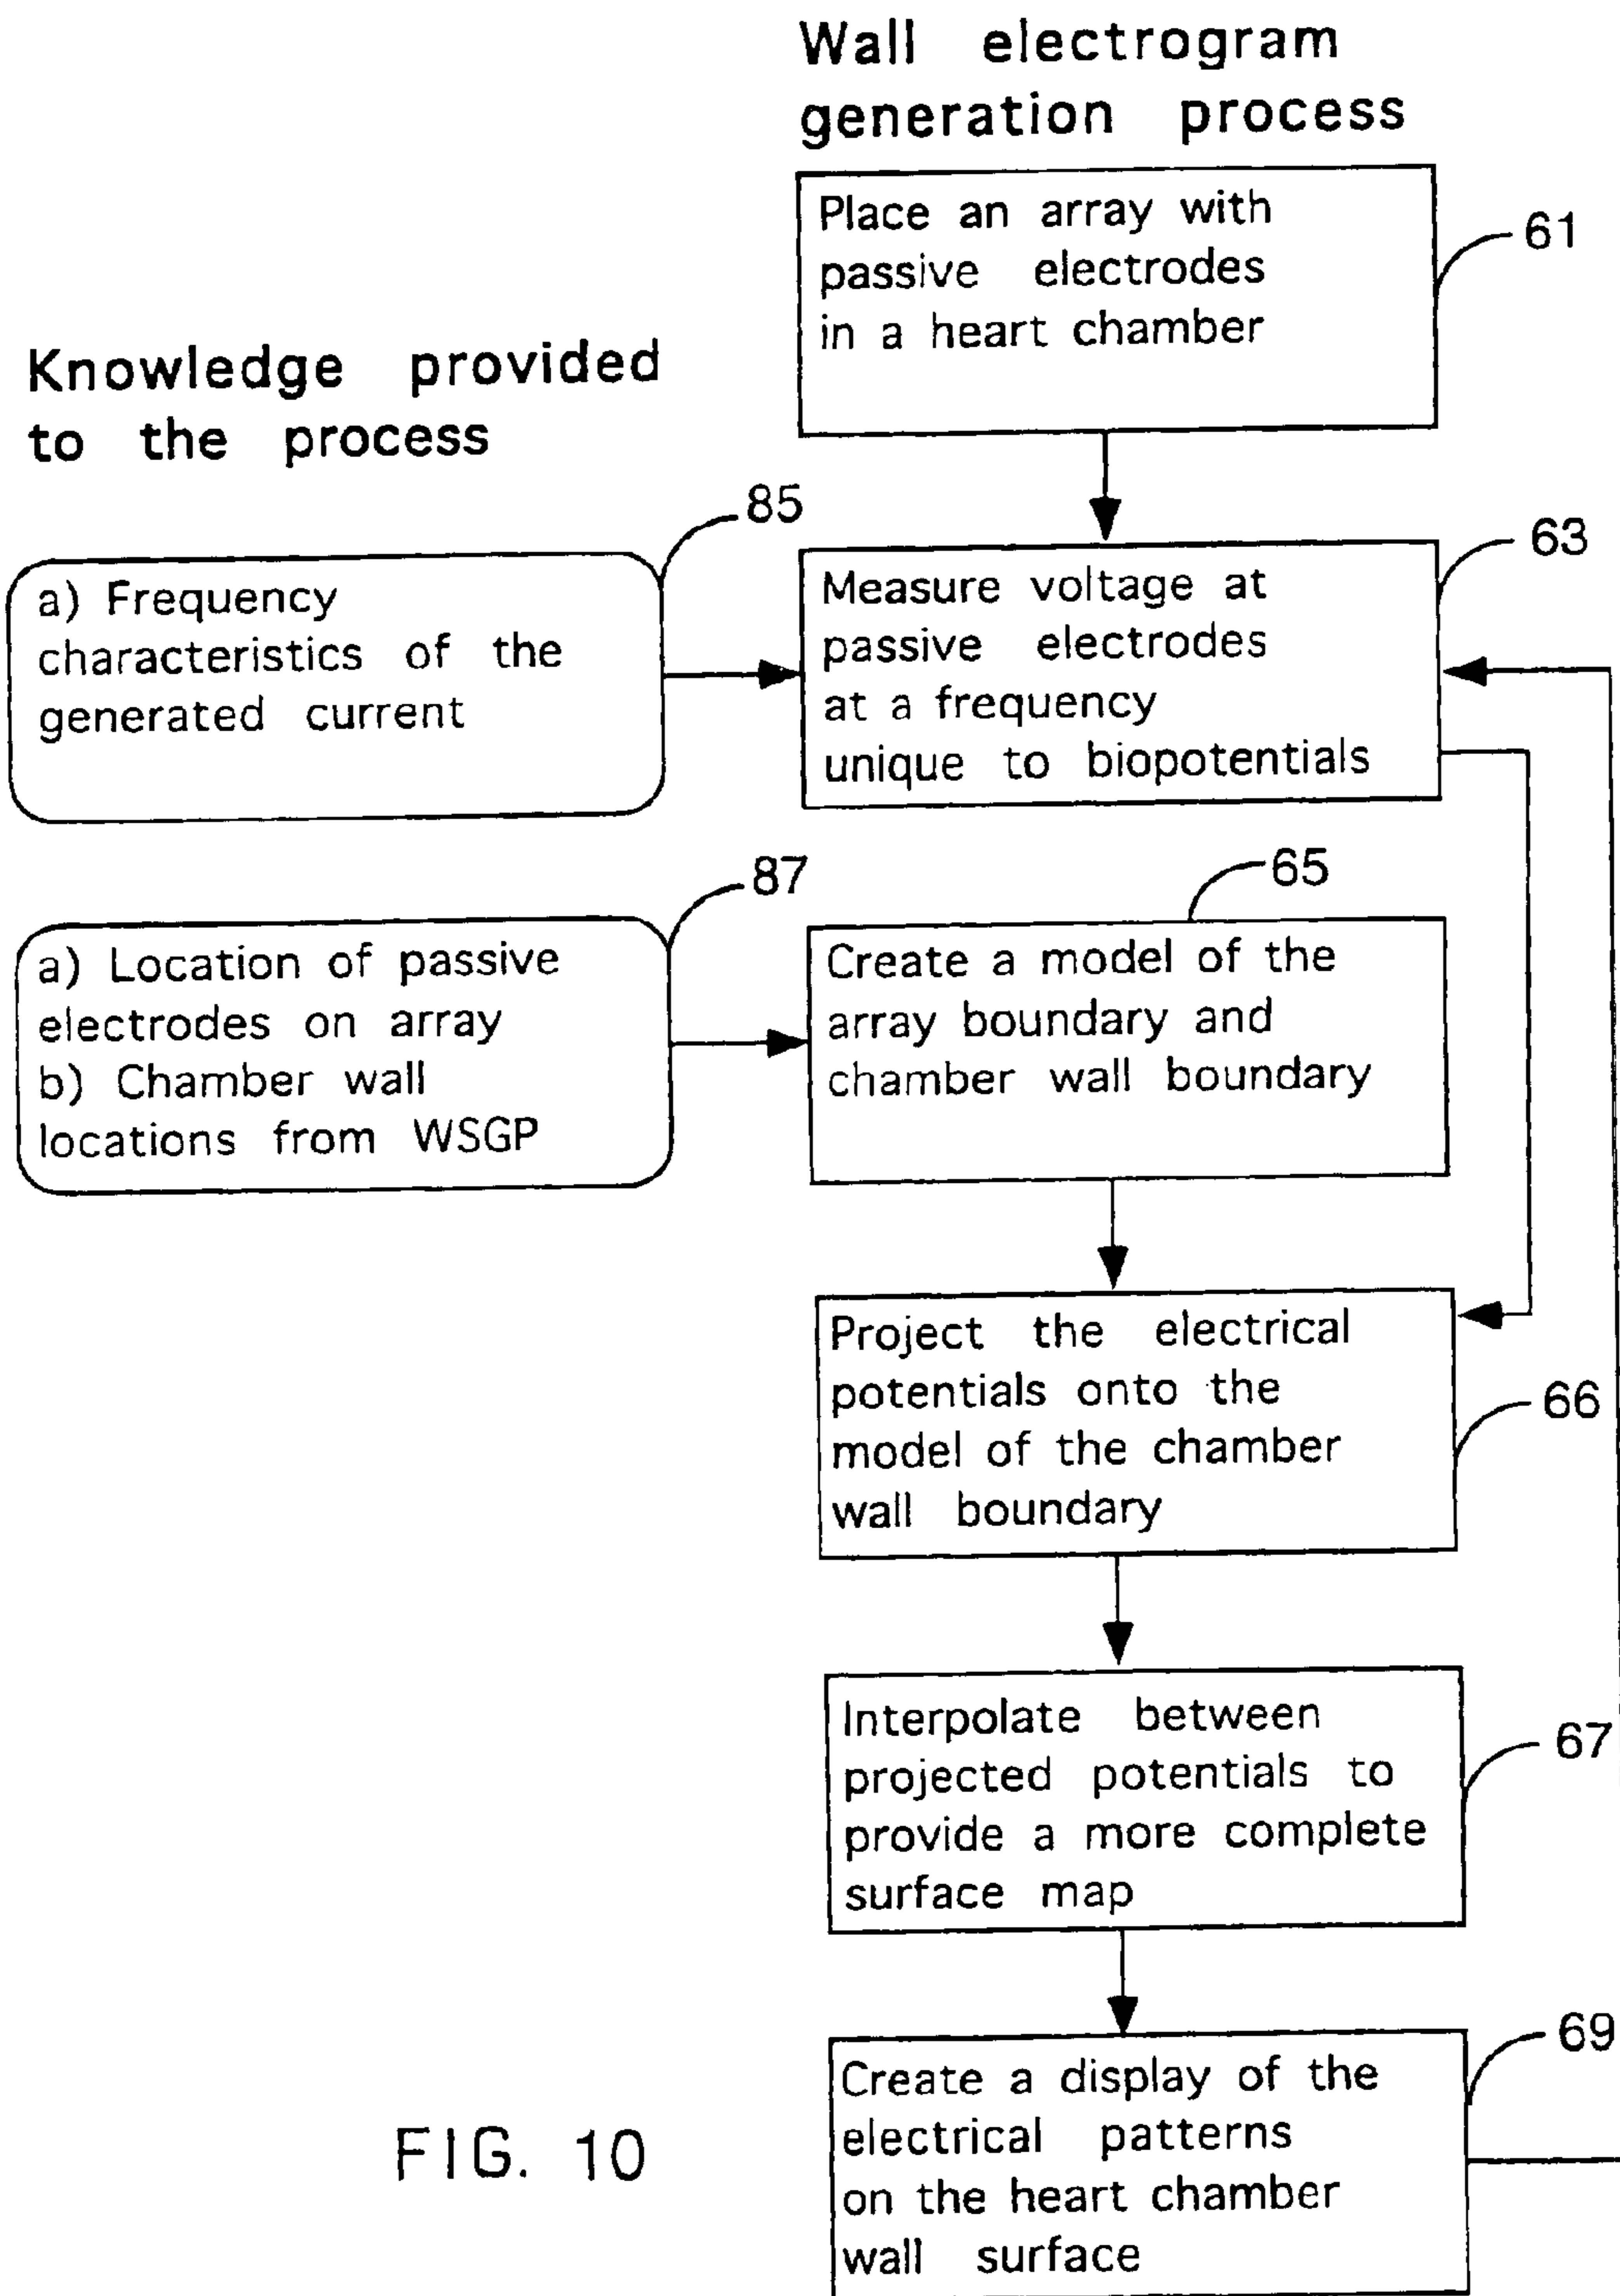 Wall electrogram
generation process
Place an array with
passive electrodes
in a heart chamber
61
Knowledge provided
to the process
85
a) Frequency
characteristics of the
generated current
63
Measure voltage at
passive electrodes
at a frequency
unique to biopotentials
87
a) Location of passive
electrodes on array
b) Chamber wall
locations from WSGP
65
Create a model of the
array boundary and
chamber wall boundary
Project the electrical
potentials onto the
model of the chamber
wall boundary
66
Interpolate between
projected potentials to
provide a more complete
surface map
67
Create a display of the
electrical patterns
on the heart chamber
wall surface
69
FIG. 10